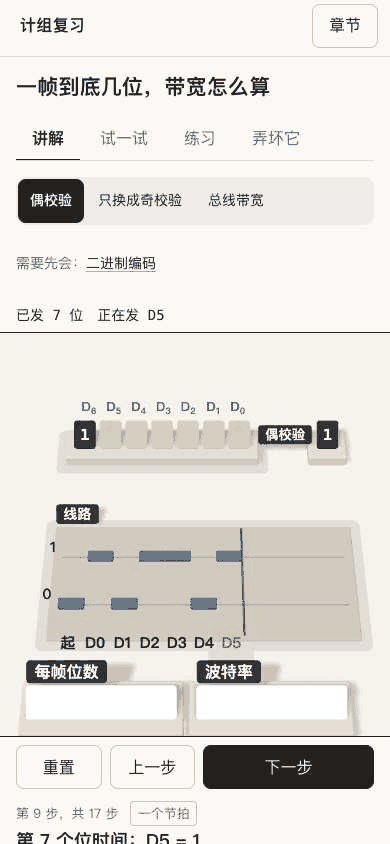 计组复习
章节
一帧到底几位，带宽怎么算
讲解 试一试 练习 弄坏它
偶校验 只换成奇校验 总线带宽
需要先会：二进制编码
已发 7 位 正在发 D5
D₆ D₅ D₄ D₃ D₂ D₁ D₀
1 偶校验 1
线路
1
0
起 D0 D1 D2 D3 D4 D5
每帧位数 波特率
重置 上一步 下一步
第 9 步，共 17 步 一个节拍
第 7 个位时间：D5 = 1